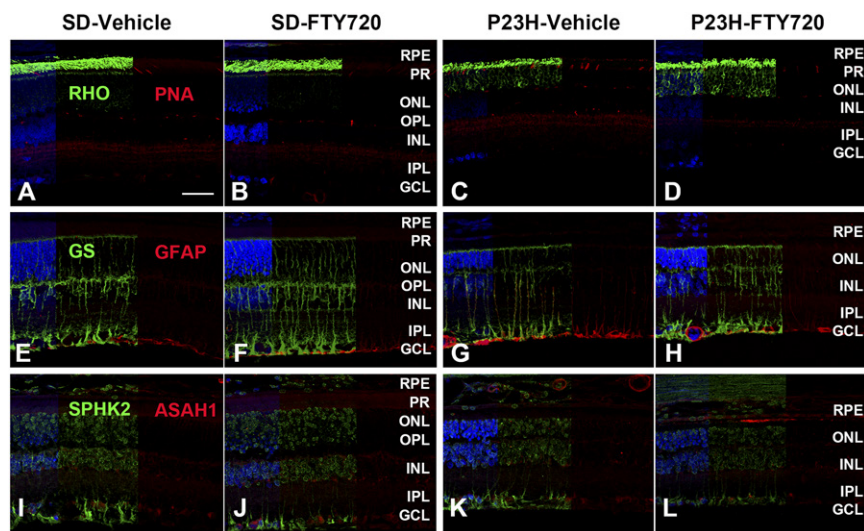 SD-Vehicle SD-FTY720 P23H-Vehicle P23H-FTY720
RHO PNA
RPE
PR
ONL
OPL
INL
IPL
GCL
RPE
PR
ONL
INL
IPL
GCL
A B C D
GS GFAP
RPE
PR
ONL
OPL
INL
IPL
GCL
RPE
ONL
INL
IPL
GCL
E F G H
SPHK2 ASAH1
RPE
PR
ONL
OPL
INL
IPL
GCL
RPE
ONL
INL
IPL
GCL
I J K L